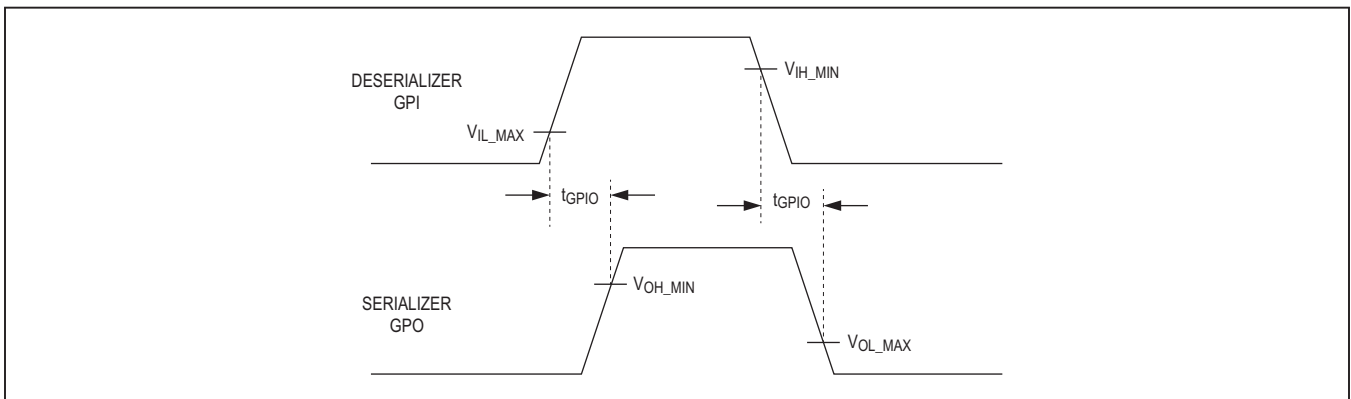 DESERIALIZER
GPI
VIH_MIN
VIL_MAX
tGPIO
tGPIO
VOH_MIN
SERIALIZER
GPO
VOL_MAX